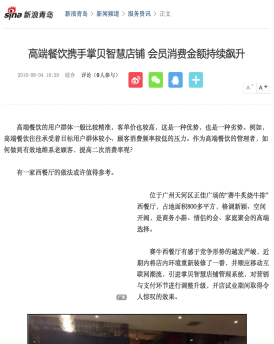 sina 新浪青岛
新浪青岛 > 新闻频道 > 服务资讯 > 正文
高端餐饮携手掌贝智慧店铺 会员消费金额持续飙升
2016-08-04 16:39 评论(0人参与)
A- A+
高端餐饮的用户群体一般比较精准,客单价也较高,这是一种优势,也是一种劣势。例如,
高端餐饮往往承受着目标用户群体较小、顾客消费频率较低的压力。作为高端餐饮的管理者,如
何做到有效地维系老顾客,提高二次消费率呢?
有一家西餐厅的做法或许值得参考。
位于广州天河区正佳广场的“赛牛炙烧牛排”
西餐厅,占地面积800多平方,格调新颖、空间
开阔,是商务小薪、情侣约会、家庭聚会的高端
选择。
赛牛西餐厅有感于竞争形势的越发严峻,近
期内将店内环境重新装修了一番,并顺应移动互
联网潮流,引进掌贝智慧店铺管理系统,对营销
与支付环节进行调整升级,开店试业期间取得令
人惊叹的效果。
广告